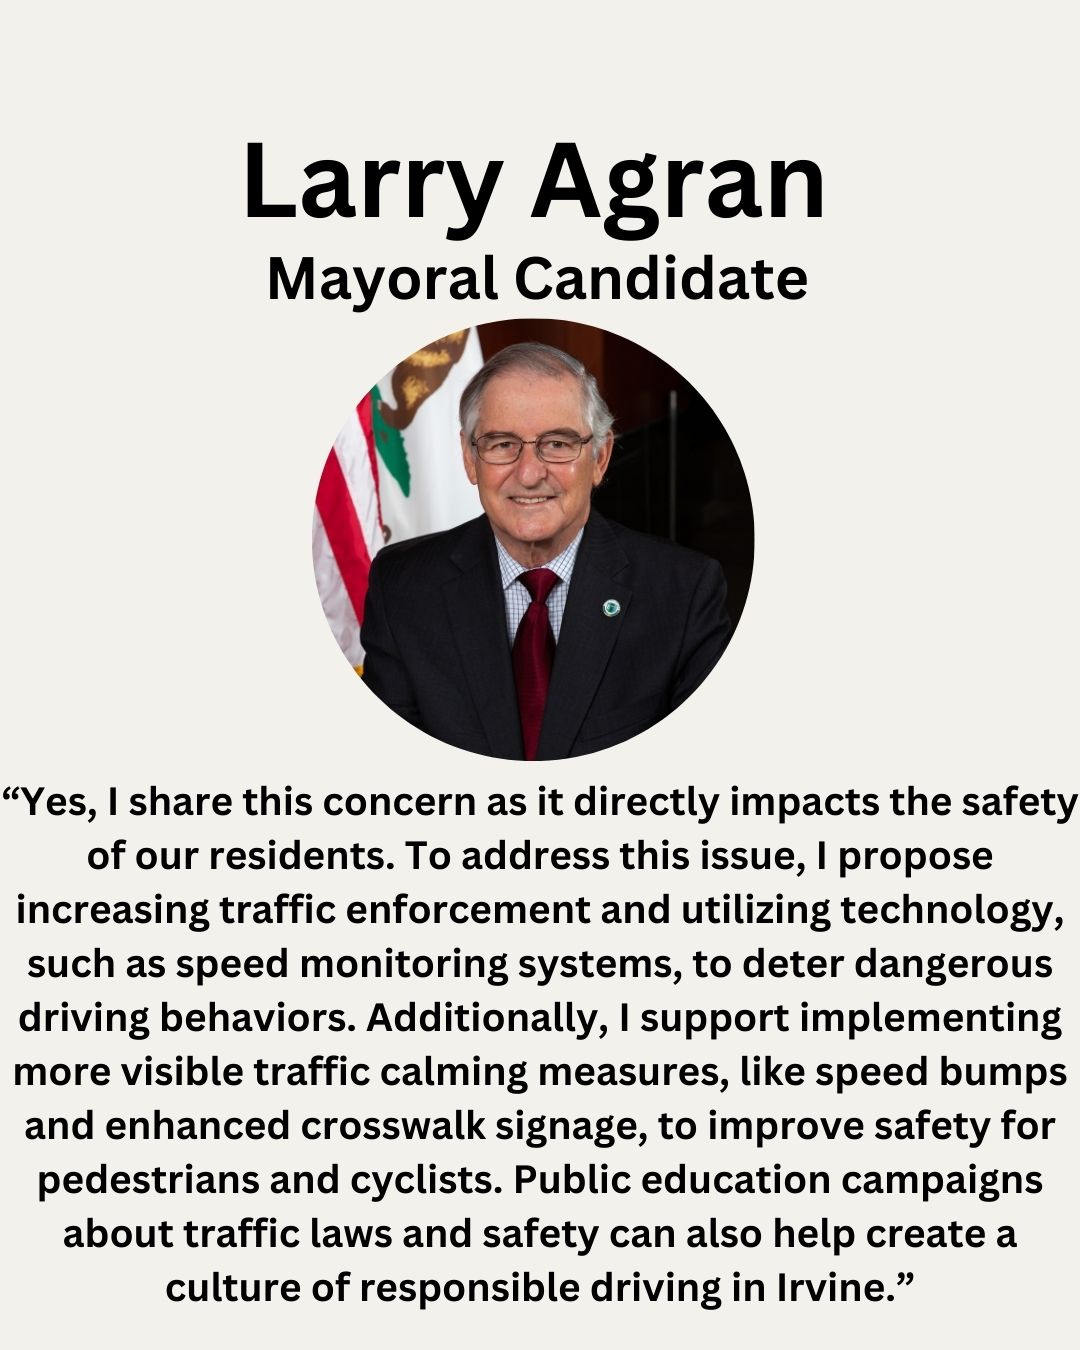 Larry Agran
Mayoral Candidate
“Yes, I share this concern as it directly impacts the safety
of our residents. To address this issue, I propose
increasing traffic enforcement and utilizing technology,
such as speed monitoring systems, to deter dangerous
driving behaviors. Additionally, I support implementing
more visible traffic calming measures, like speed bumps
and enhanced crosswalk signage, to improve safety for
pedestrians and cyclists. Public education campaigns
about traffic laws and safety can also help create a
culture of responsible driving in Irvine.”